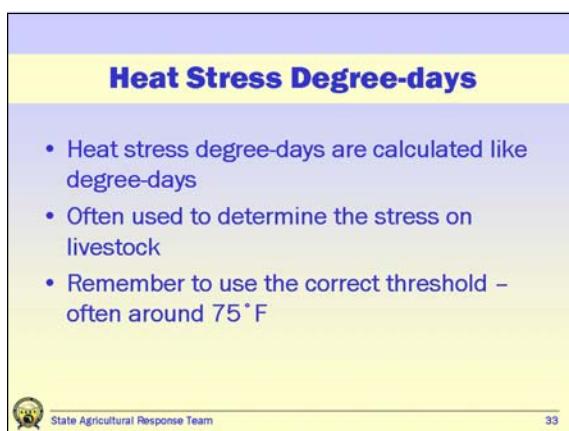 Heat Stress Degree-days
• Heat stress degree-days are calculated like
degree-days
• Often used to determine the stress on
livestock
• Remember to use the correct threshold –
often around 75˚F
State Agricultural Response Team
33